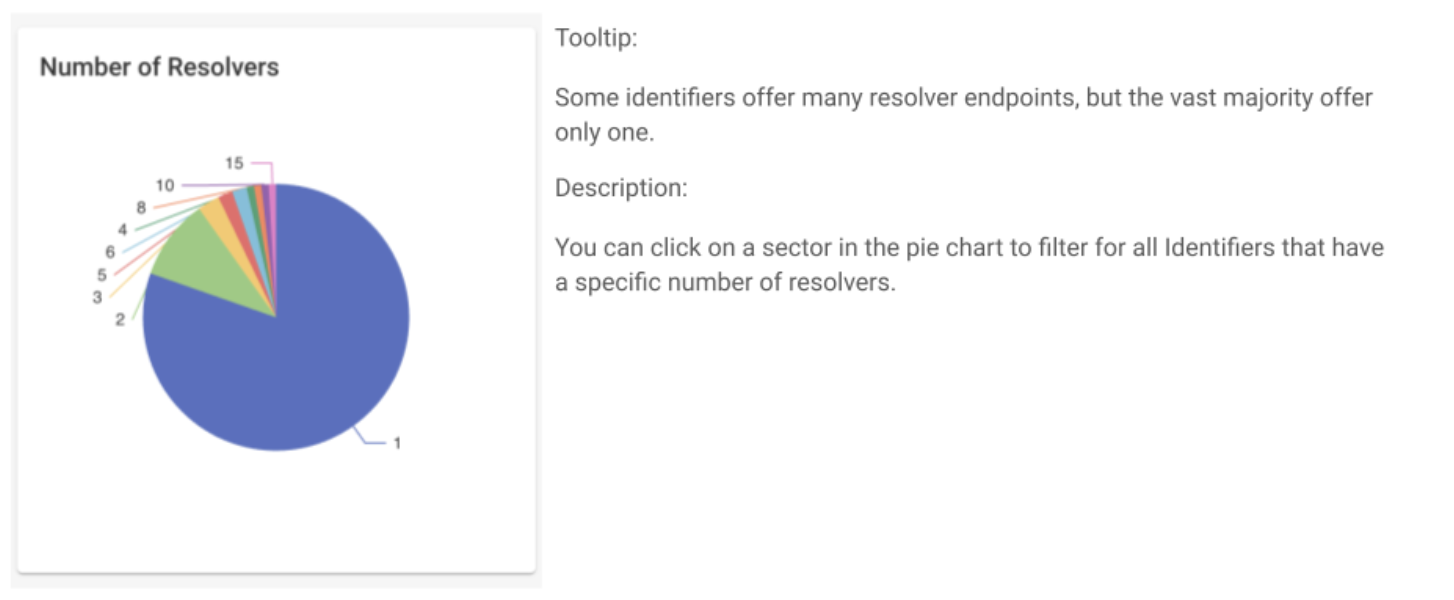 Number of Resolvers
15
10
8
4
6
5
3
2
1
Tooltip:
Some identifiers offer many resolver endpoints, but the vast majority offer
only one.
Description:
You can click on a sector in the pie chart to filter for all Identifiers that have
a specific number of resolvers.